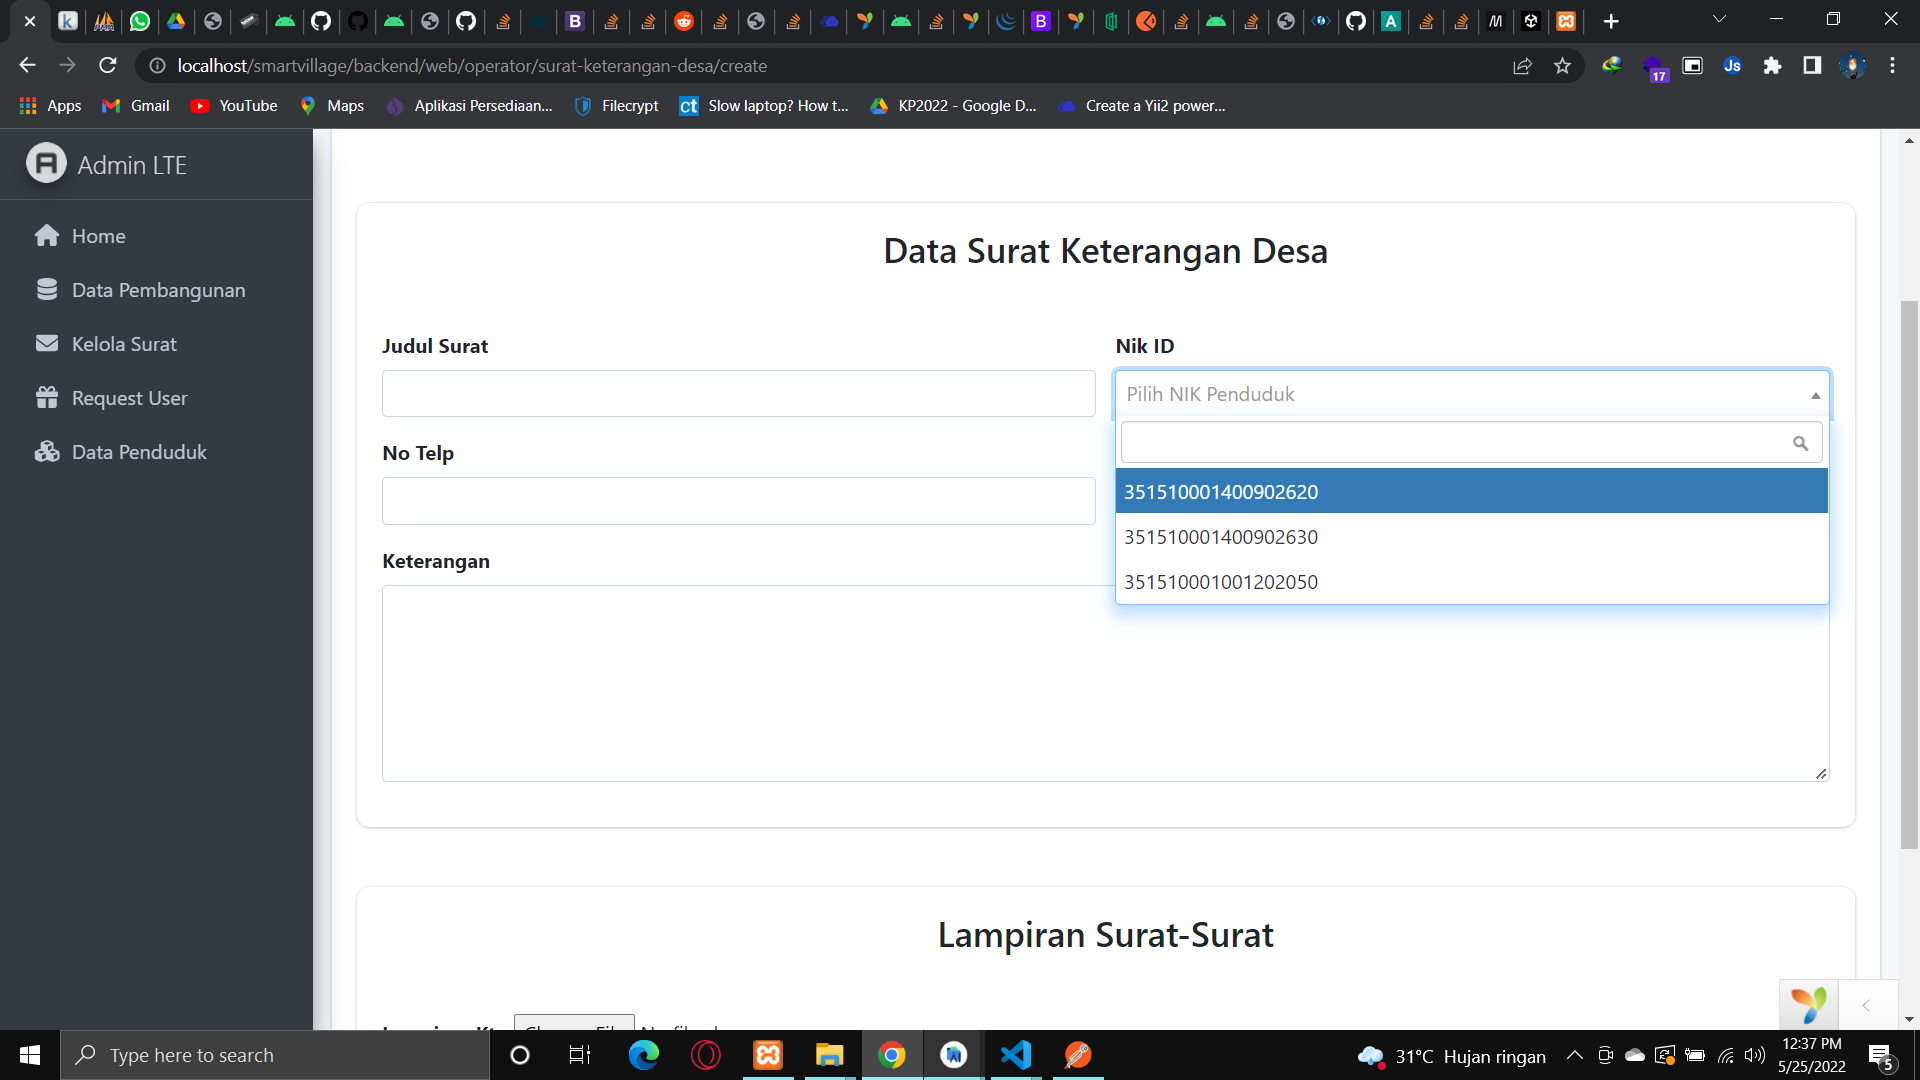 localhost/smartvillage/backend/web/operator/surat-keterangan-desa/create
17
Apps
Gmail
YouTube
Maps
Aplikasi Persediaan...
Filecrypt
ct
Slow laptop? How t...
KP2022 - Google D...
Create a Yii2 power...
Admin LTE
Home
Data Pembangunan
Kelola Surat
Request User
Data Penduduk
Data Surat Keterangan Desa
Judul Surat
Nik ID
Pilih NIK Penduduk
351510001400902620
351510001400902630
351510001001202050
No Telp
Keterangan
Lampiran Surat-Surat
Type here to search
31°C Hujan ringan
12:37 PM
5/25/2022
5